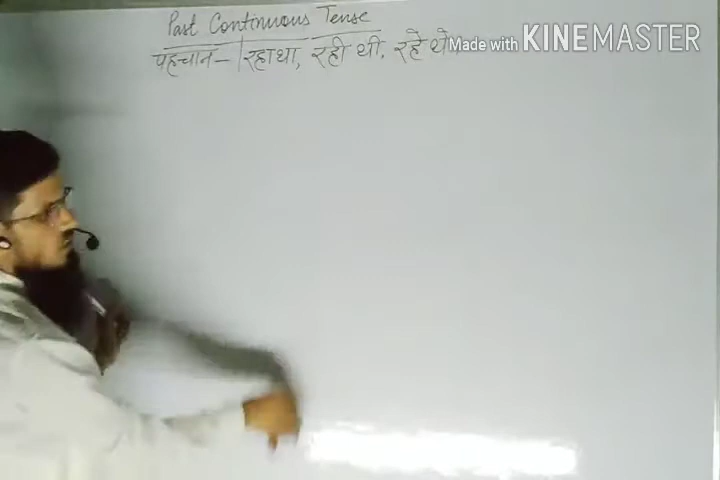 Past Continuous Tense
पहचान - रहा था, रही थी, रहे थे
Made with KINEMASTER